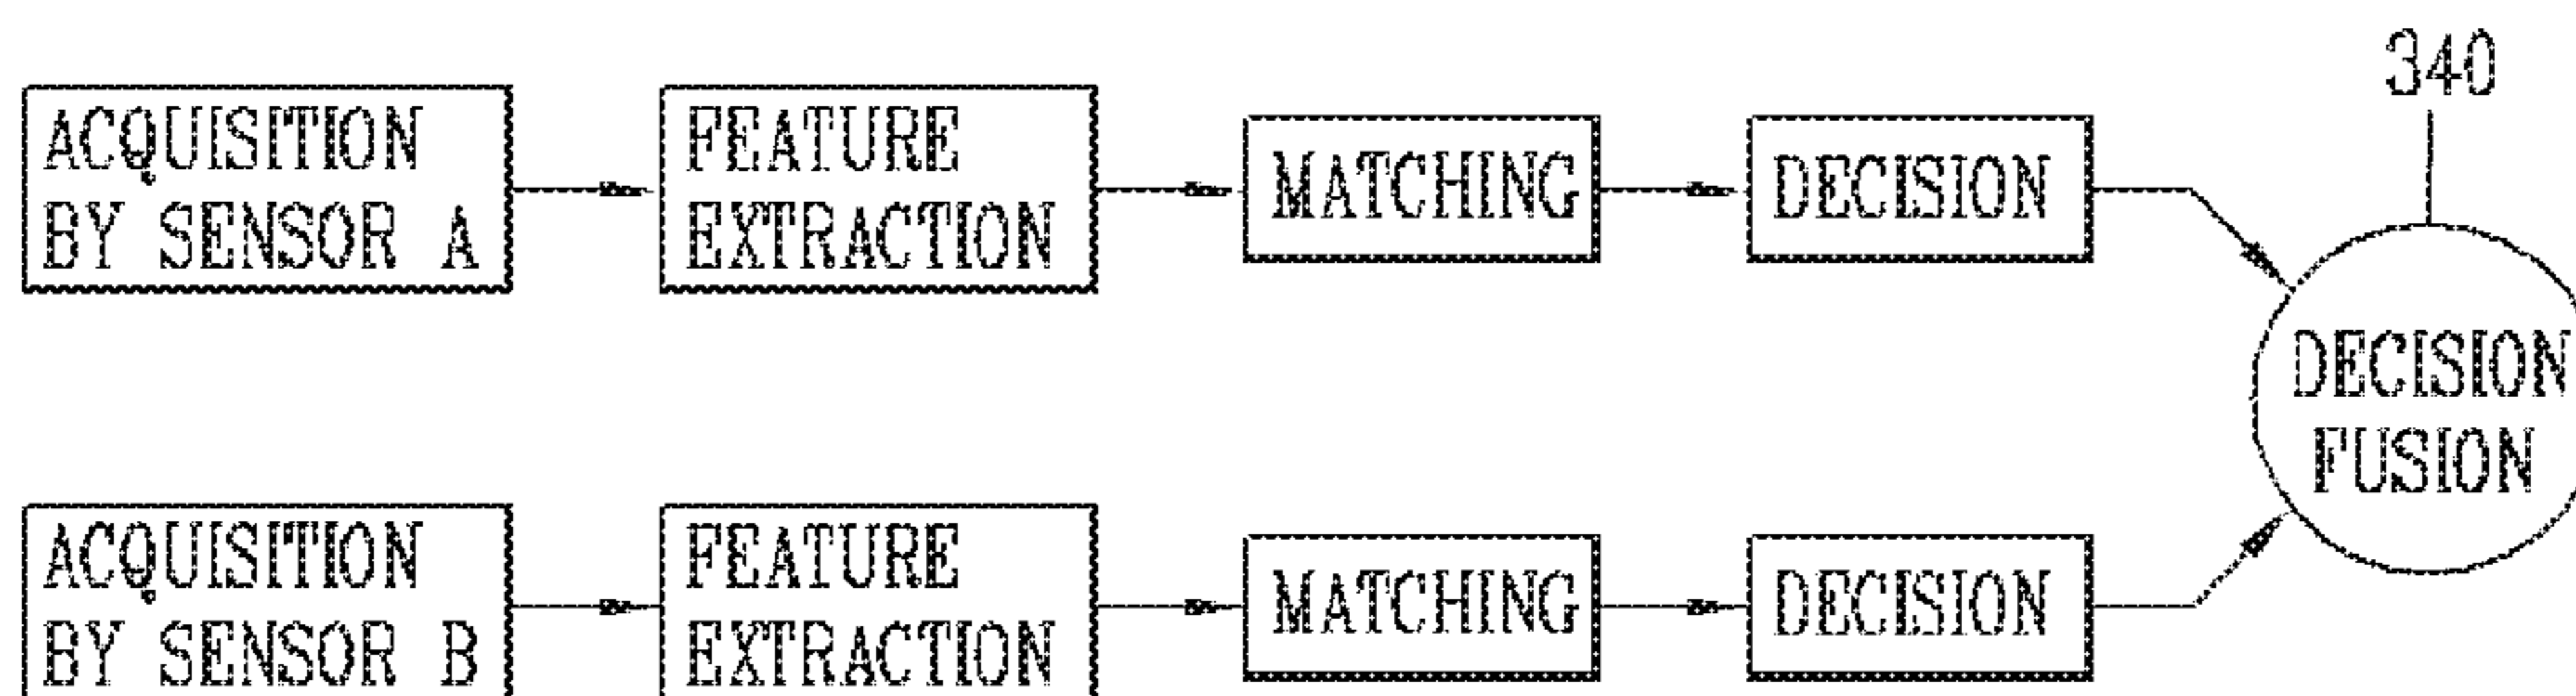 340
ACQUISITION
BY SENSOR A
FEATURE
EXTRACTION
MATCHING
DECISION
DECISION
FUSION
ACQUISITION
BY SENSOR B
FEATURE
EXTRACTION
MATCHING
DECISION